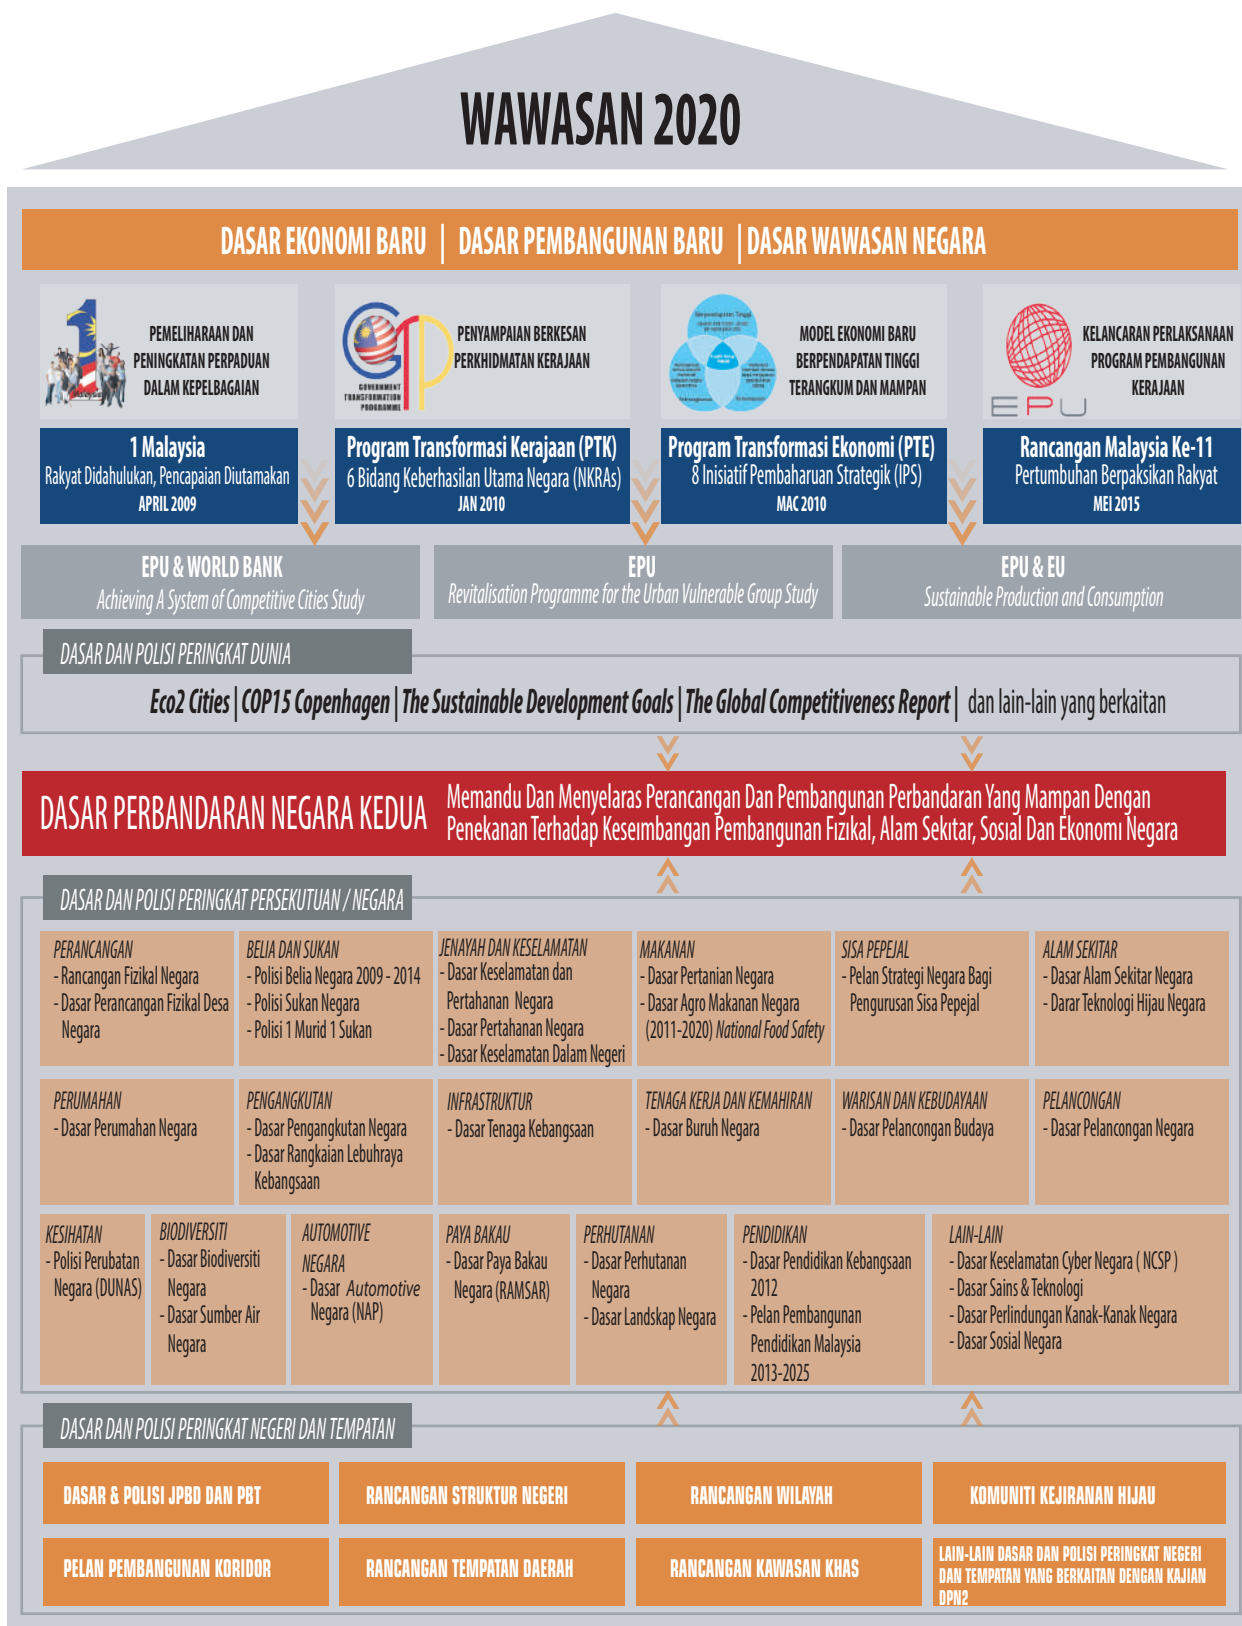 WAWASAN 2020
DASAR EKONOMI BARU | DASAR PEMBANGUNAN BARU | DASAR WAWASAN NEGARA
PEMELIHARAAN DAN
PENINGKATAN PERPADUAN
DALAM KEPELBAGAIAN
GOVERNMENT
TRANSFORMATION
PROGRAMME
PENYAMPAIAN BERKESAN
PERKHIDMATAN KERAJAAN
Berpendapatan Tinggi
MODEL EKONOMI BARU
BERPENDAPATAN TINGGI
TERANGKUM DAN MAMPAN
EPU
KELANCARAN PERLAKSANAAN
PROGRAM PEMBANGUNAN
KERAJAAN
1 Malaysia
Rakyat Didahulukan, Pencapaian Diutamakan
APRIL 2009
Program Transformasi Kerajaan (PTK)
6 Bidang Keberhasilan Utama Negara (NKRAs)
JAN 2010
Program Transformasi Ekonomi (PTE)
8 Inisiatif Pembaharuan Strategik (IPS)
MAC 2010
Rancangan Malaysia Ke-11
Pertumbuhan Berpaksikan Rakyat
MEI 2015
EPU & WORLD BANK
Achieving A System of Competitive Cities Study
EPU
Revitalisation Programme for the Urban Vulnerable Group Study
EPU & EU
Sustainable Production and Consumption
DASAR DAN POLISI PERINGKAT DUNIA
Eco2 Cities | COP15 Copenhagen | The Sustainable Development Goals | The Global Competitiveness Report | dan lain-lain yang berkaitan
DASAR PERBANDARAN NEGARA KEDUA
Memandu Dan Menyelaras Perancangan Dan Pembangunan Perbandaran Yang Mampan Dengan
Penekanan Terhadap Keseimbangan Pembangunan Fizikal, Alam Sekitar, Sosial Dan Ekonomi Negara
DASAR DAN POLISI PERINGKAT PERSEKUTUAN / NEGARA
PERANCANGAN
- Rancangan Fizikal Negara
- Dasar Perancangan Fizikal Desa
Negara
BELIA DAN SUKAN
- Polisi Belia Negara 2009 - 2014
- Polisi Sukan Negara
- Polisi 1 Murid 1 Sukan
JENAYAH DAN KESELAMATAN
- Dasar Keselamatan dan
Pertahanan Negara
- Dasar Pertahanan Negara
- Dasar Keselamatan Dalam Negeri
MAKANAN
- Dasar Pertanian Negara
- Dasar Agro Makanan Negara
(2011-2020) National Food Safety
SISA PEPEJAL
- Pelan Strategi Negara Bagi
Pengurusan Sisa Pepejal
ALAM SEKITAR
- Dasar Alam Sekitar Negara
- Darar Teknologi Hijau Negara
PERUMAHAN
- Dasar Perumahan Negara
PENGANGKUTAN
- Dasar Pengangkutan Negara
- Dasar Rangkaian Lebuhraya
Kebangsaan
INFRASTRUKTUR
- Dasar Tenaga Kebangsaan
TENAGA KERJA DAN KEMAHIRAN
- Dasar Buruh Negara
WARISAN DAN KEBUDAYAAN
- Dasar Pelancongan Budaya
PELANCONGAN
- Dasar Pelancongan Negara
KESIHATAN
- Polisi Perubatan
Negara (DUNAS)
BIODIVERSITI
- Dasar Biodiversiti
Negara
- Dasar Sumber Air
Negara
AUTOMOTIVE
NEGARA
- Dasar Automotive
Negara (NAP)
PAYA BAKAU
- Dasar Paya Bakau
Negara (RAMSAR)
PERHUTANAN
- Dasar Perhutanan
Negara
- Dasar Landskap Negara
PENDIDIKAN
- Dasar Pendidikan Kebangsaan
2012
- Pelan Pembangunan
Pendidikan Malaysia
2013-2025
LAIN-LAIN
- Dasar Keselamatan Cyber Negara ( NCSP )
- Dasar Sains & Teknologi
- Dasar Perlindungan Kanak-Kanak Negara
- Dasar Sosial Negara
DASAR DAN POLISI PERINGKAT NEGERI DAN TEMPATAN
DASAR & POLISI JPBD DAN PBT
RANCANGAN STRUKTUR NEGERI
RANCANGAN WILAYAH
KOMUNITI KEJIRANAN HIJAU
PELAN PEMBANGUNAN KORIDOR
RANCANGAN TEMPATAN DAERAH
RANCANGAN KAWASAN KHAS
LAIN-LAIN DASAR DAN POLISI PERINGKAT NEGERI
DAN TEMPATAN YANG BERKAITAN DENGAN KAJIAN
DPN2